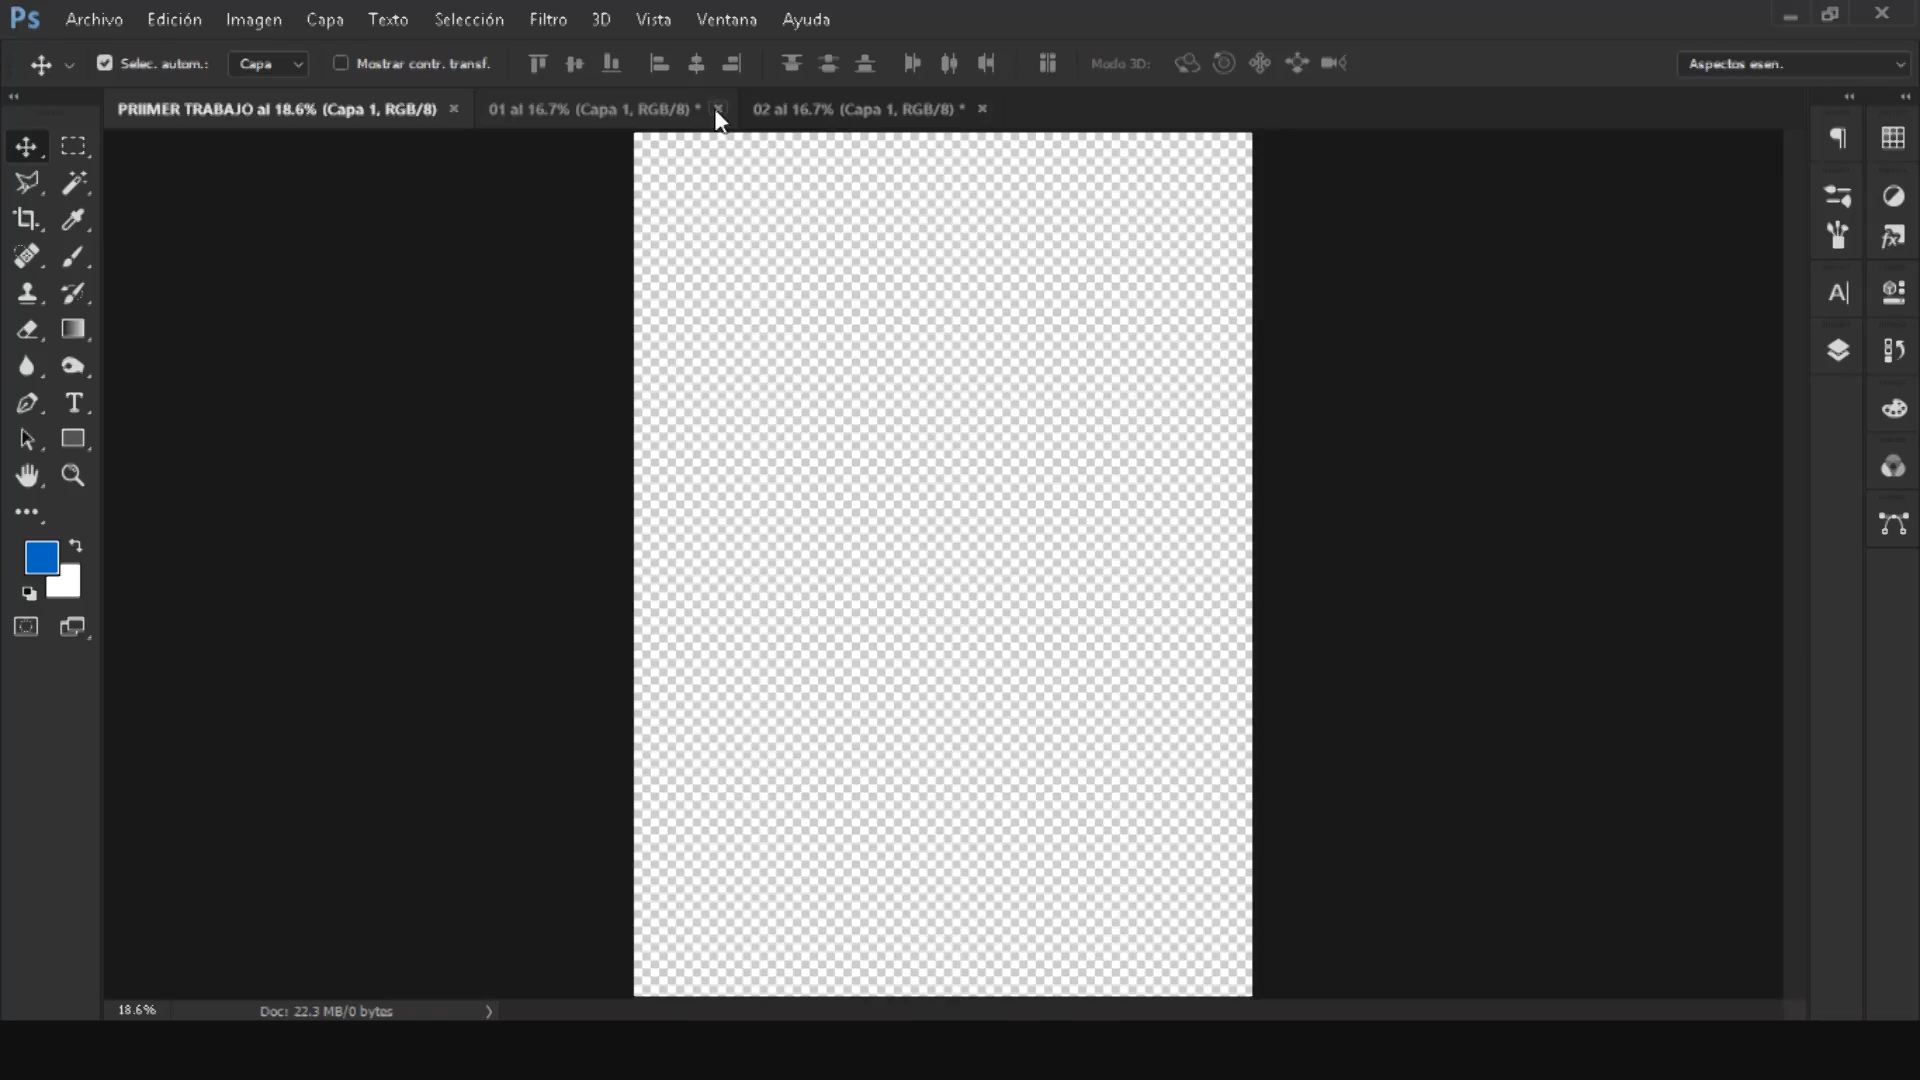 Ps Archivo Edición Imagen Capa Texto Selección Filtro 3D Vista Ventana Ayuda
Selec. autom.: Capa Mostrar contr. transf. Modo 3D: Aspectos esen.
PRIIMER TRABAJO al 18.6% (Capa 1, RGB/8) 01 al 16.7% (Capa 1, RGB/8) * 02 al 16.7% (Capa 1, RGB/8) *
18.6% Doc: 22.3 MB/0 bytes